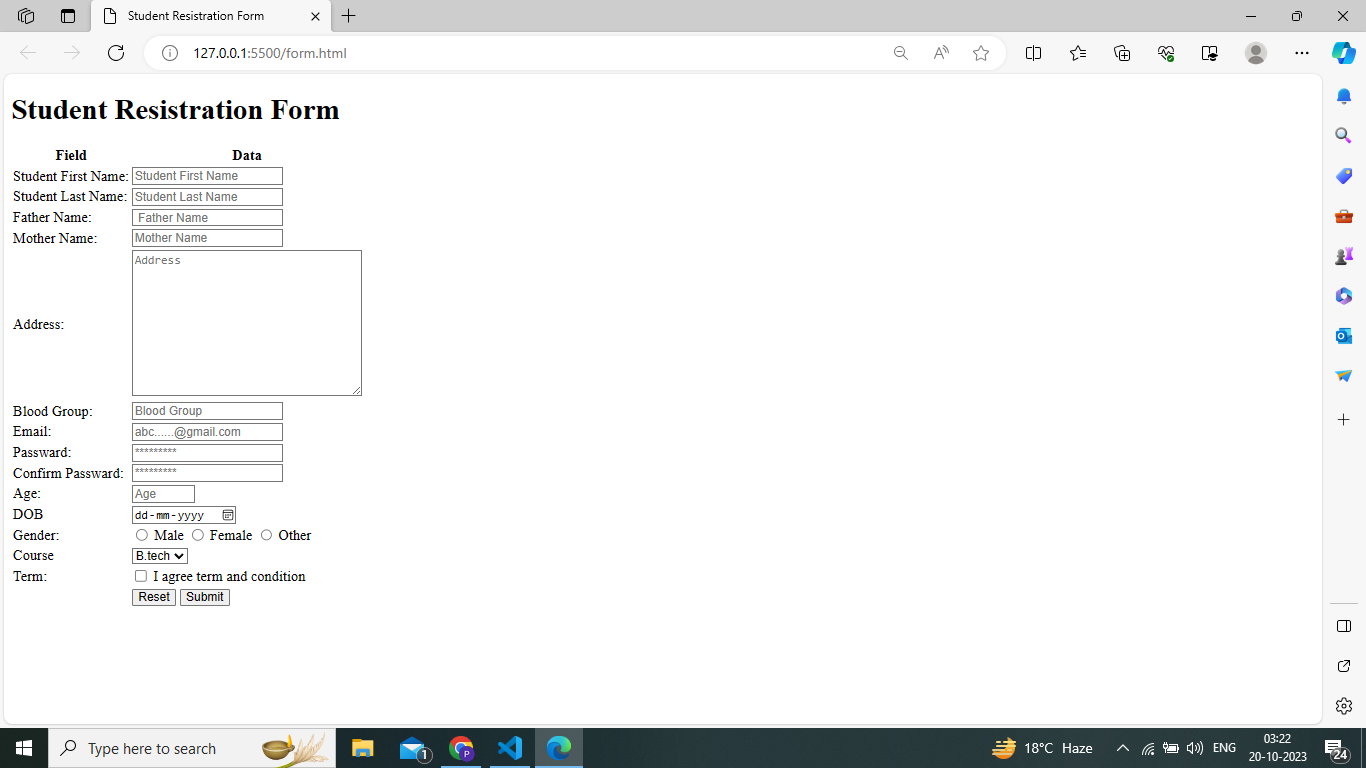 Student Resistration Form
127.0.0.1:5500/form.html
Student Resistration Form
Field Data
Student First Name: Student First Name
Student Last Name: Student Last Name
Father Name: Father Name
Mother Name: Mother Name
Address
Address:
Blood Group: Blood Group
Email: abc......@gmail.com
Passward: *********
Confirm Passward: *********
Age: Age
DOB dd-mm-yyyy
Gender: Male Female Other
Course B.tech
Term: I agree term and condition
Reset Submit
Type here to search 1 P 18°C Haze ENG 03:22
20-10-2023 24